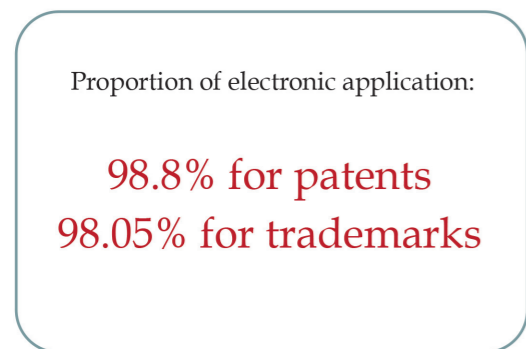 Proportion of electronic application:
98.8% for patents
98.05% for trademarks